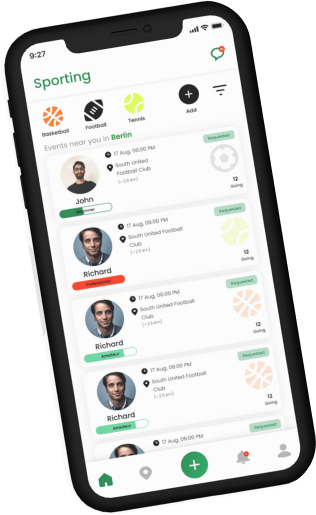 9:27
Sporting
Basketball
Football
Tennis
Add
Events near you in Berlin
John
Beginner
17 Aug, 06:00 PM
South United
Football Club
(~2.5 km)
Requested
12
Going
Richard
Professional
17 Aug, 06:00 PM
South United Football
Club
(~2.5 km)
Requested
12
Going
Richard
Amateur
17 Aug, 06:00 PM
South United Football
Club
(~2.5 km)
Requested
12
Going
Richard
Amateur
17 Aug, 06:00 PM
South United Football
Club
(~2.5 km)
Requested
12
Going
17 Aug, 06:00 PM
South United Football
Requested